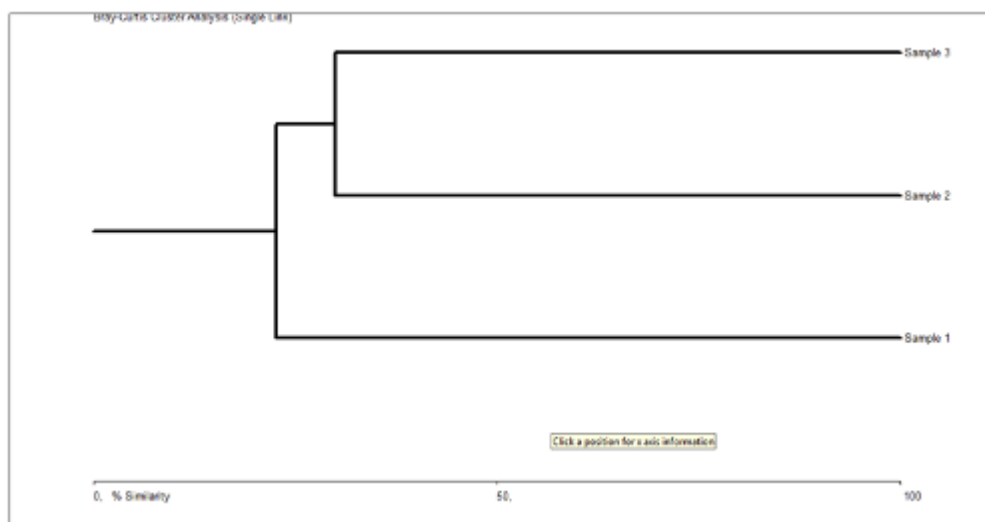 Bray-Curtis Cluster Analysis (Single Link)
Sample 3
Sample 2
Sample 1
Click a position for x axis information
0. % Similarity 50. 100